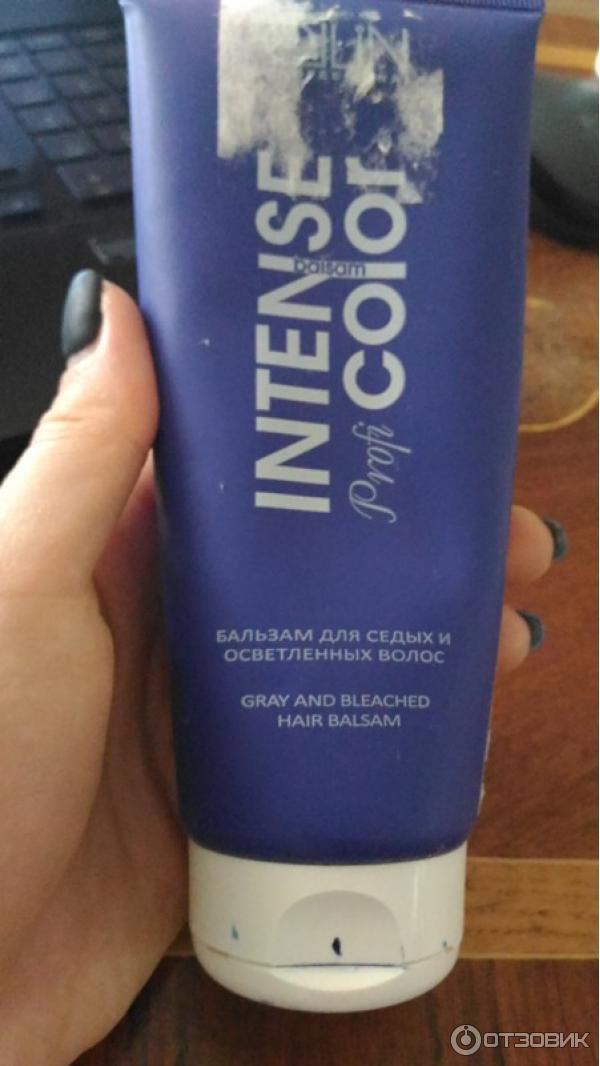 INTENSE
balsam
Profi
color
БАЛЬЗАМ ДЛЯ СЕДЫХ И
ОСВЕТЛЕННЫХ ВОЛОС
GRAY AND BLEACHED
HAIR BALSAM
ОТЗОВИК